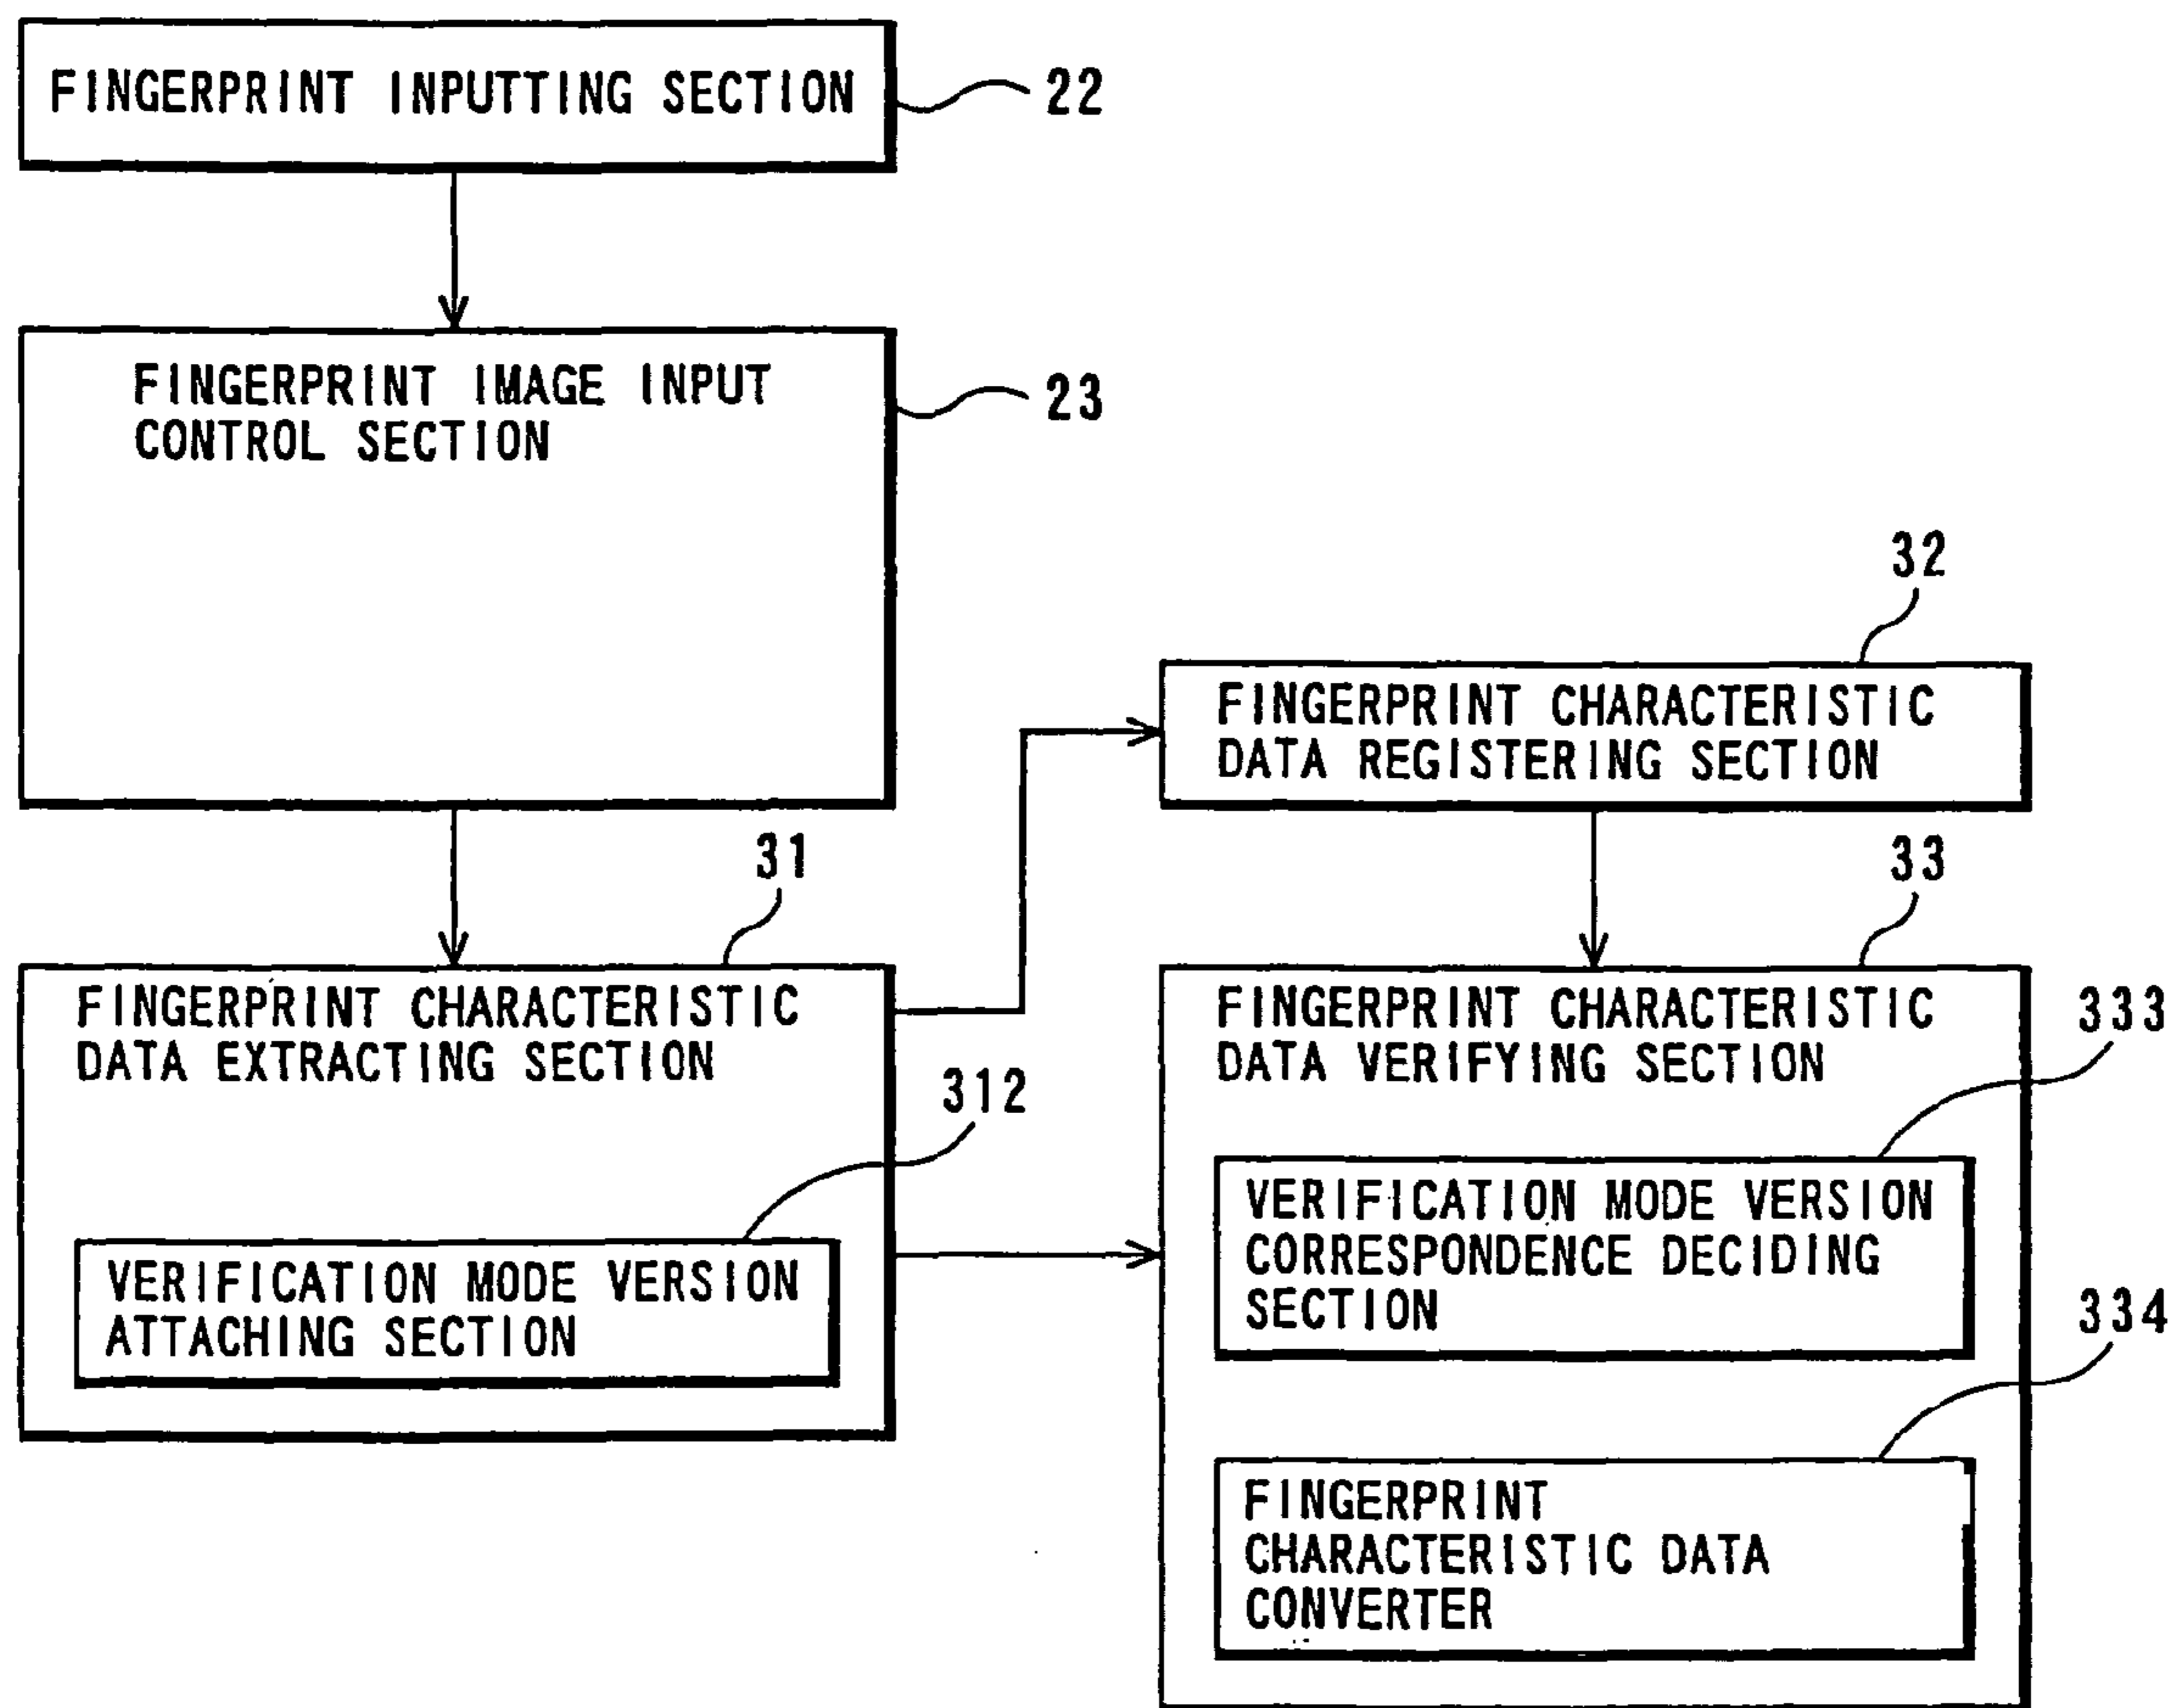 FINGERPRINT INPUTTING SECTION
22
FINGERPRINT IMAGE INPUT
CONTROL SECTION
23
32
FINGERPRINT CHARACTERISTIC
DATA REGISTERING SECTION
31
33
FINGERPRINT CHARACTERISTIC
DATA EXTRACTING SECTION
312
VERIFICATION MODE VERSION
ATTACHING SECTION
FINGERPRINT CHARACTERISTIC
DATA VERIFYING SECTION
333
VERIFICATION MODE VERSION
CORRESPONDENCE DECIDING
SECTION
334
FINGERPRINT
CHARACTERISTIC DATA
CONVERTER